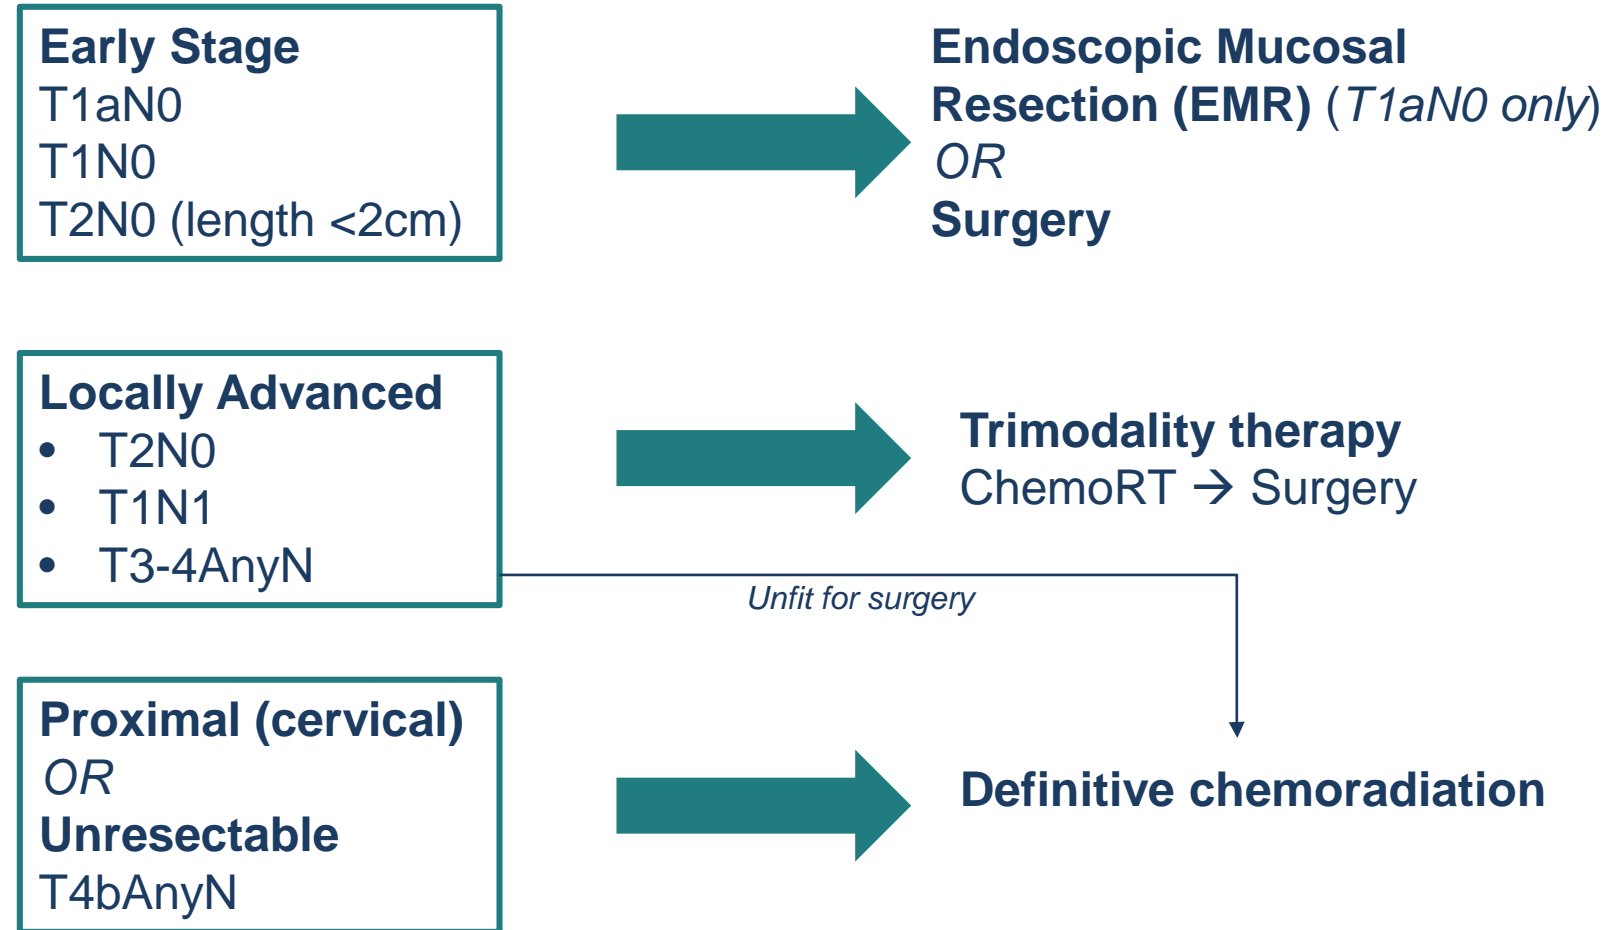 Early Stage
T1aN0
T1N0
T2N0 (length <2cm)
Endoscopic Mucosal
Resection (EMR) (T1aN0 only)
OR
Surgery
Locally Advanced
• T2N0
• T1N1
• T3-4AnyN
Trimodality therapy
ChemoRT → Surgery
Unfit for surgery
Proximal (cervical)
OR
Unresectable
T4bAnyN
Definitive chemoradiation